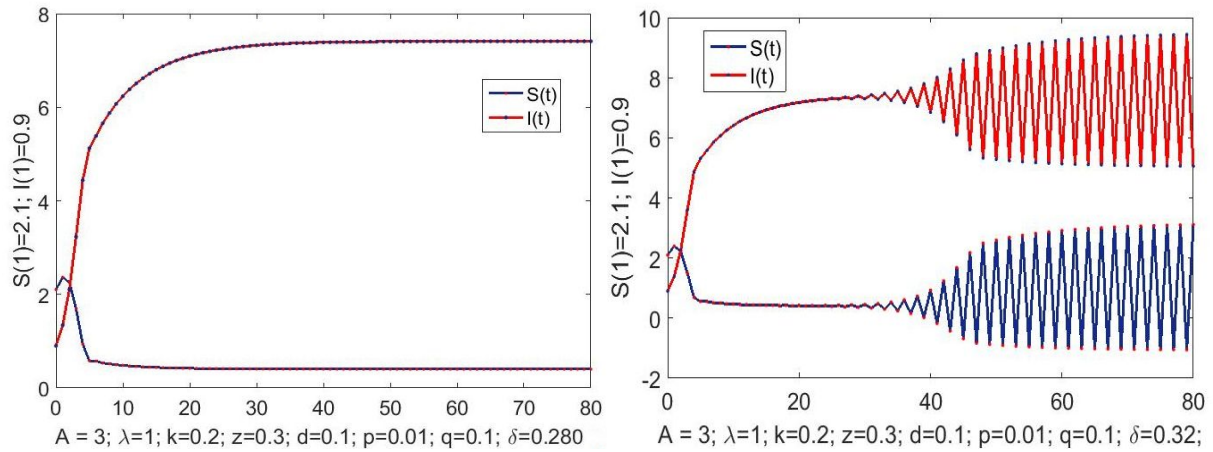 S(1)=2.1; I(1)=0.9
8
6
4
2
0
S(t)
I(t)
0 10 20 30 40 50 60 70 80
A = 3; λ=1; k=0.2; z=0.3; d=0.1; p=0.01; q=0.1; δ=0.280
S(1)=2.1; I(1)=0.9
10
8
6
4
2
0
-2
S(t)
I(t)
0 20 40 60 80
A = 3; λ=1; k=0.2; z=0.3; d=0.1; p=0.01; q=0.1; δ=0.32;